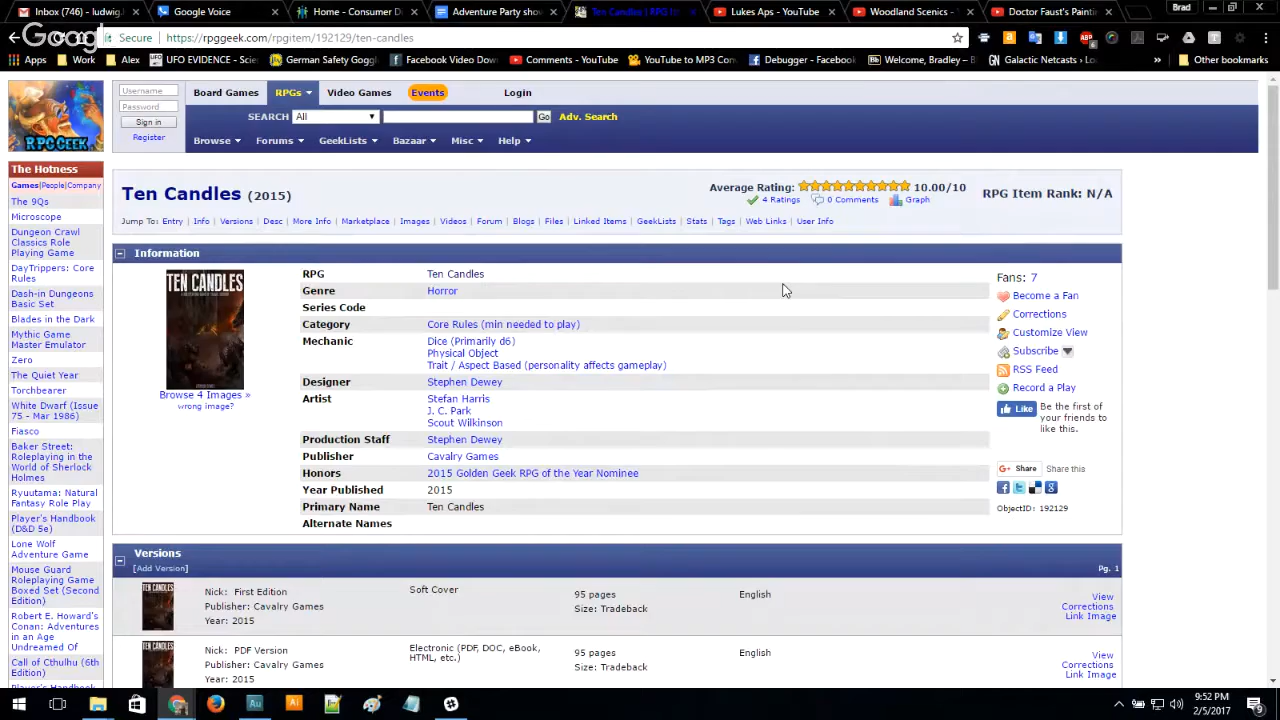 Inbox (746) - ludwig.l
Google Voice
Home - Consumer D
Adventure Party show
Ten Candles | RPG It
Lukes Aps - YouTube
Woodland Scenics -
Doctor Faust's Paintin
Brad
Secure
https://rpggeek.com/rpgitem/192129/ten-candles
Apps
Work
Alex
UFO EVIDENCE - Scie
German Safety Goggl
Facebook Video Dow
Comments - YouTube
YouTube to MP3 Con
Debugger - Facebook
Welcome, Bradley –
Galactic Netcasts › Lo
»
Other bookmarks
RPGGEEK
Username
Password
Sign in
Register
Board Games
RPGs
Video Games
Events
Login
SEARCH
All
Go
Adv. Search
Browse
Forums
GeekLists
Bazaar
Misc
Help
The Hotness
Games|People|Company
The 9Qs
Microscope
Dungeon Crawl
Classics Role
Playing Game
DayTrippers: Core
Rules
Dash-in Dungeons
Basic Set
Blades in the Dark
Mythic Game
Master Emulator
Zero
The Quiet Year
Torchbearer
White Dwarf (Issue
75 - Mar 1986)
Fiasco
Baker Street:
Roleplaying in the
World of Sherlock
Holmes
Ryuutama: Natural
Fantasy Role Play
Player's Handbook
(D&D 5e)
Lone Wolf
Adventure Game
Mouse Guard
Roleplaying Game
Boxed Set (Second
Edition)
Robert E. Howard's
Conan: Adventures
in an Age
Undreamed Of
Call of Cthulhu (6th
Edition)
Player's Handbook
Ten Candles (2015)
Average Rating:
10.00/10
4 Ratings
0 Comments
Graph
RPG Item Rank: N/A
Jump To: Entry | Info | Versions | Desc | More Info | Marketplace | Images | Videos | Forum | Blogs | Files | Linked Items | GeekLists | Stats | Tags | Web Links | User Info
Information
TEN CANDLES
Browse 4 Images »
wrong image?
RPG Ten Candles
Genre Horror
Series Code
Category Core Rules (min needed to play)
Mechanic Dice (Primarily d6)
Physical Object
Trait / Aspect Based (personality affects gameplay)
Designer Stephen Dewey
Artist Stefan Harris
J. C. Park
Scout Wilkinson
Production Staff Stephen Dewey
Publisher Cavalry Games
Honors 2015 Golden Geek RPG of the Year Nominee
Year Published 2015
Primary Name Ten Candles
Alternate Names
Fans: 7
Become a Fan
Corrections
Customize View
Subscribe
RSS Feed
Record a Play
Like
Be the first of
your friends to
like this.
Share
Share this
ObjectID: 192129
Versions
[Add Version]
Pg. 1
TEN CANDLES
Nick: First Edition
Publisher: Cavalry Games
Year: 2015
Soft Cover
95 pages
Size: Tradeback
English
View
Corrections
Link Image
TEN CANDLES
Nick: PDF Version
Publisher: Cavalry Games
Year: 2015
Electronic (PDF, DOC, eBook,
HTML, etc.)
95 pages
Size: Tradeback
English
View
Corrections
Link Image
9:52 PM
2/5/2017